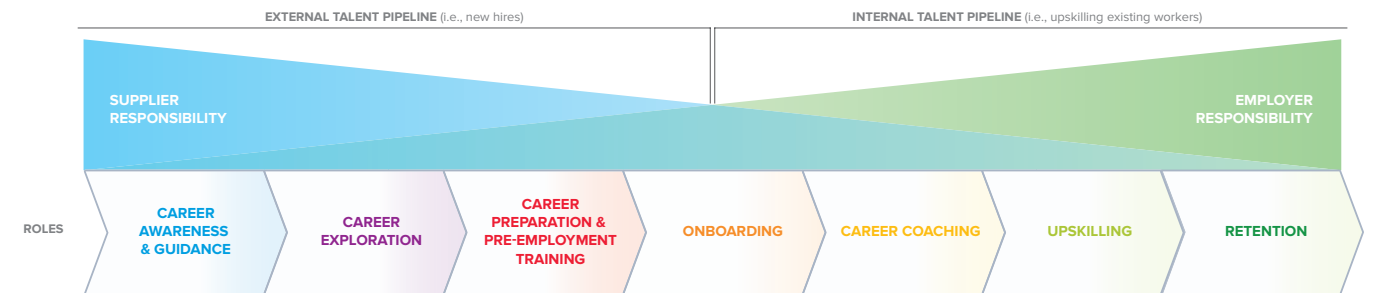 EXTERNAL TALENT PIPELINE (i.e., new hires)
INTERNAL TALENT PIPELINE (i.e., upskilling existing workers)
SUPPLIER
RESPONSIBILITY
EMPLOYER
RESPONSIBILITY
ROLES
CAREER
AWARENESS
& GUIDANCE
CAREER
EXPLORATION
CAREER
PREPARATION &
PRE-EMPLOYMENT
TRAINING
ONBOARDING
CAREER COACHING
UPSKILLING
RETENTION